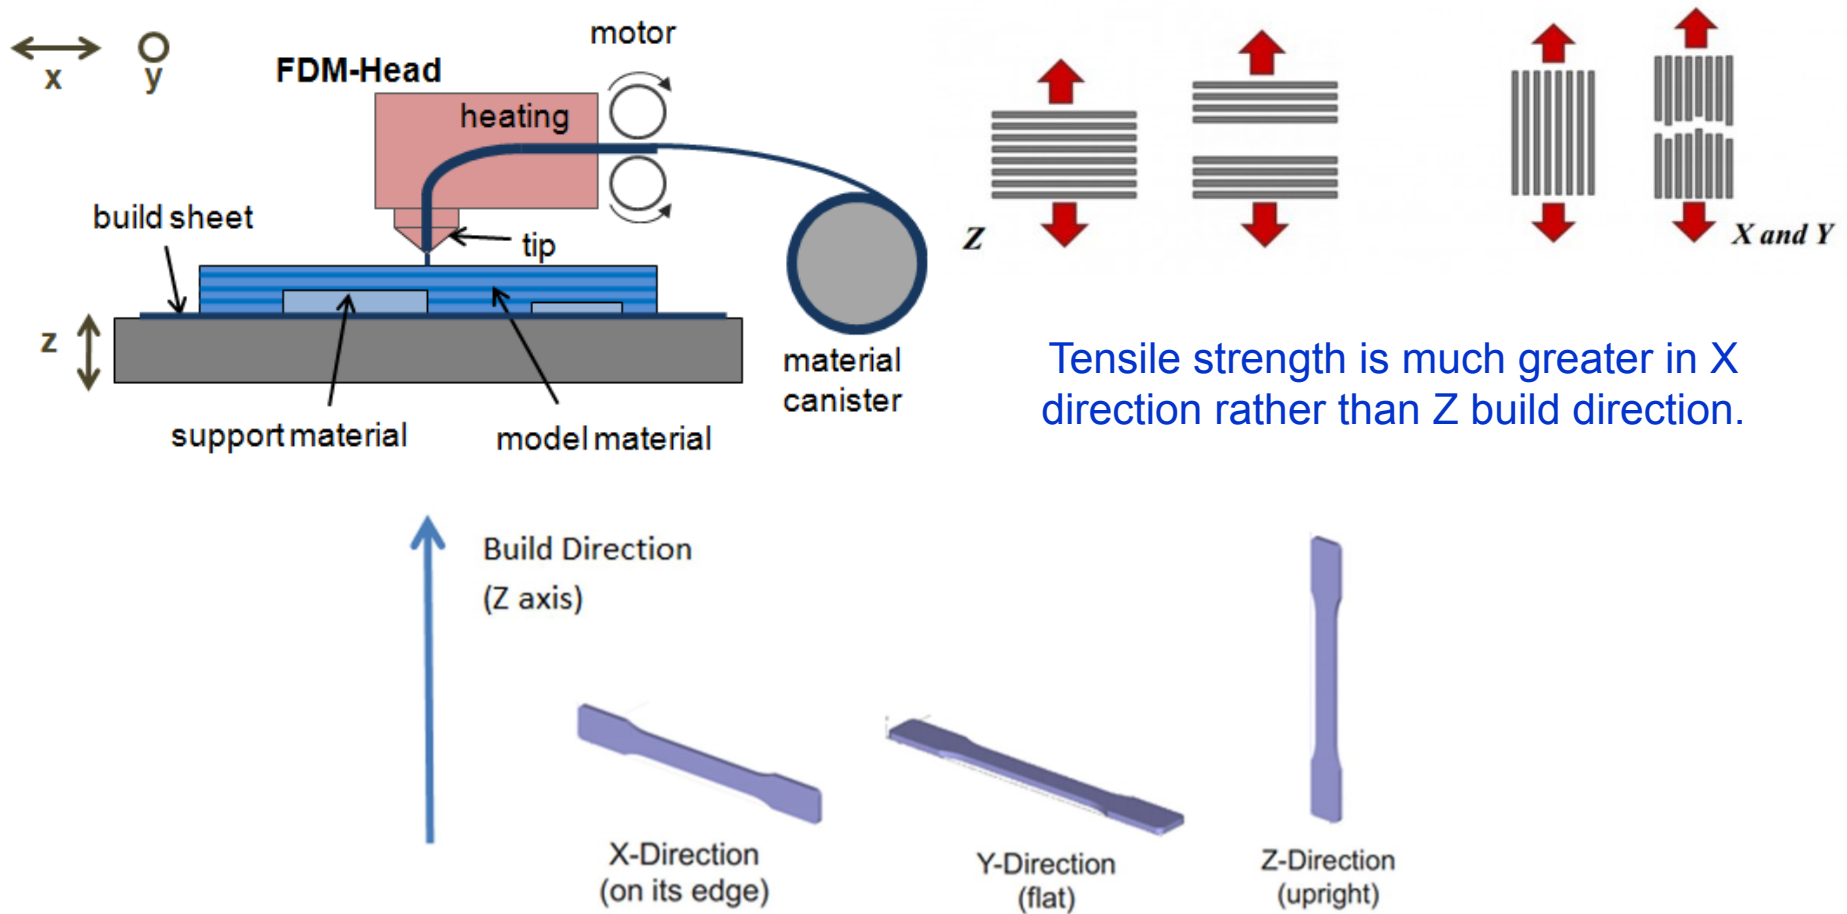 x
y
FDM-Head
motor
heating
build sheet
tip
z
support material
model material
material
canister
Z
X and Y
Tensile strength is much greater in X
direction rather than Z build direction.
Build Direction
(Z axis)
X-Direction
(on its edge)
Y-Direction
(flat)
Z-Direction
(upright)